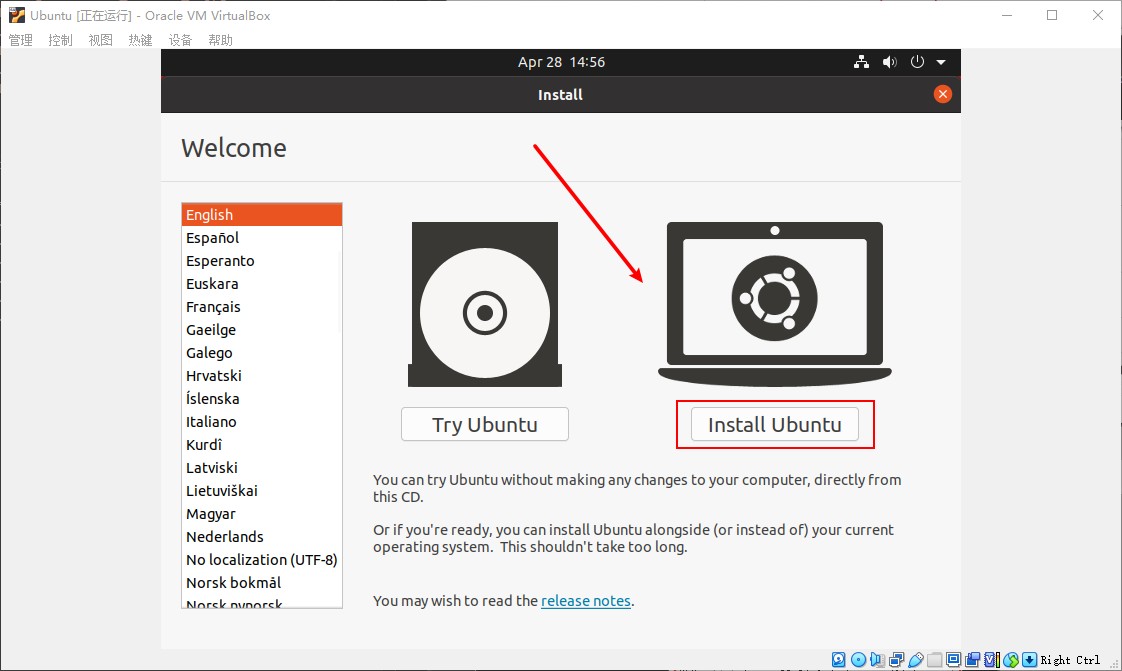 Ubuntu [正在运行] - Oracle VM VirtualBox
管理 控制 视图 热键 设备 帮助
Apr 28 14:56
Install
Welcome
English
Español
Esperanto
Euskara
Français
Gaeilge
Galego
Hrvatski
Íslenska
Italiano
Kurdî
Latviski
Lietuviškai
Magyar
Nederlands
No localization (UTF-8)
Norsk bokmål
Norsk nynorsk
Try Ubuntu
Install Ubuntu
You can try Ubuntu without making any changes to your computer, directly from
this CD.
Or if you're ready, you can install Ubuntu alongside (or instead of) your current
operating system. This shouldn't take too long.
You may wish to read the release notes.
Right Ctrl